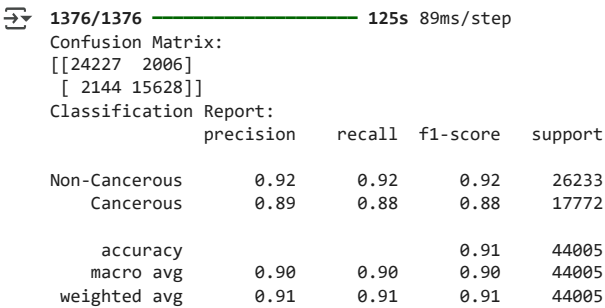 1376/1376 ━━━━━━━━━━━━━━━━━━━━ 125s 89ms/step
Confusion Matrix:
[[24227  2006]
 [ 2144 15628]]
Classification Report:
               precision    recall  f1-score   support

Non-Cancerous       0.92      0.92      0.92     26233
    Cancerous       0.89      0.88      0.88     17772

     accuracy                           0.91     44005
    macro avg       0.90      0.90      0.90     44005
 weighted avg       0.91      0.91      0.91     44005